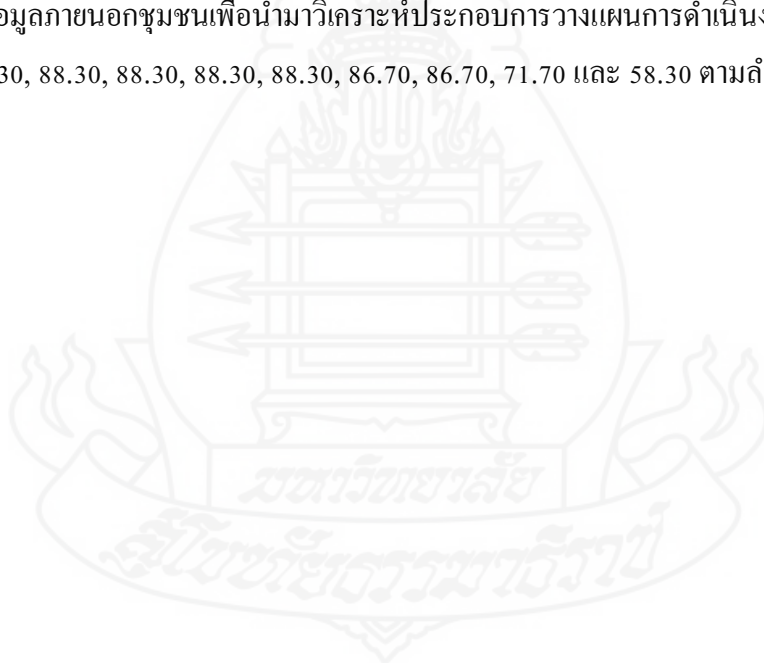 อมูลภายนอกชุมชนเพื่อนำมาวิเคราะห์ประกอบการวางแผนการดำเนินง
30, 88.30, 88.30, 88.30, 88.30, 86.70, 86.70, 71.70 และ 58.30 ตามลำ
มหาวิทยาลัย
สุโขทัยธรรมาธิราช